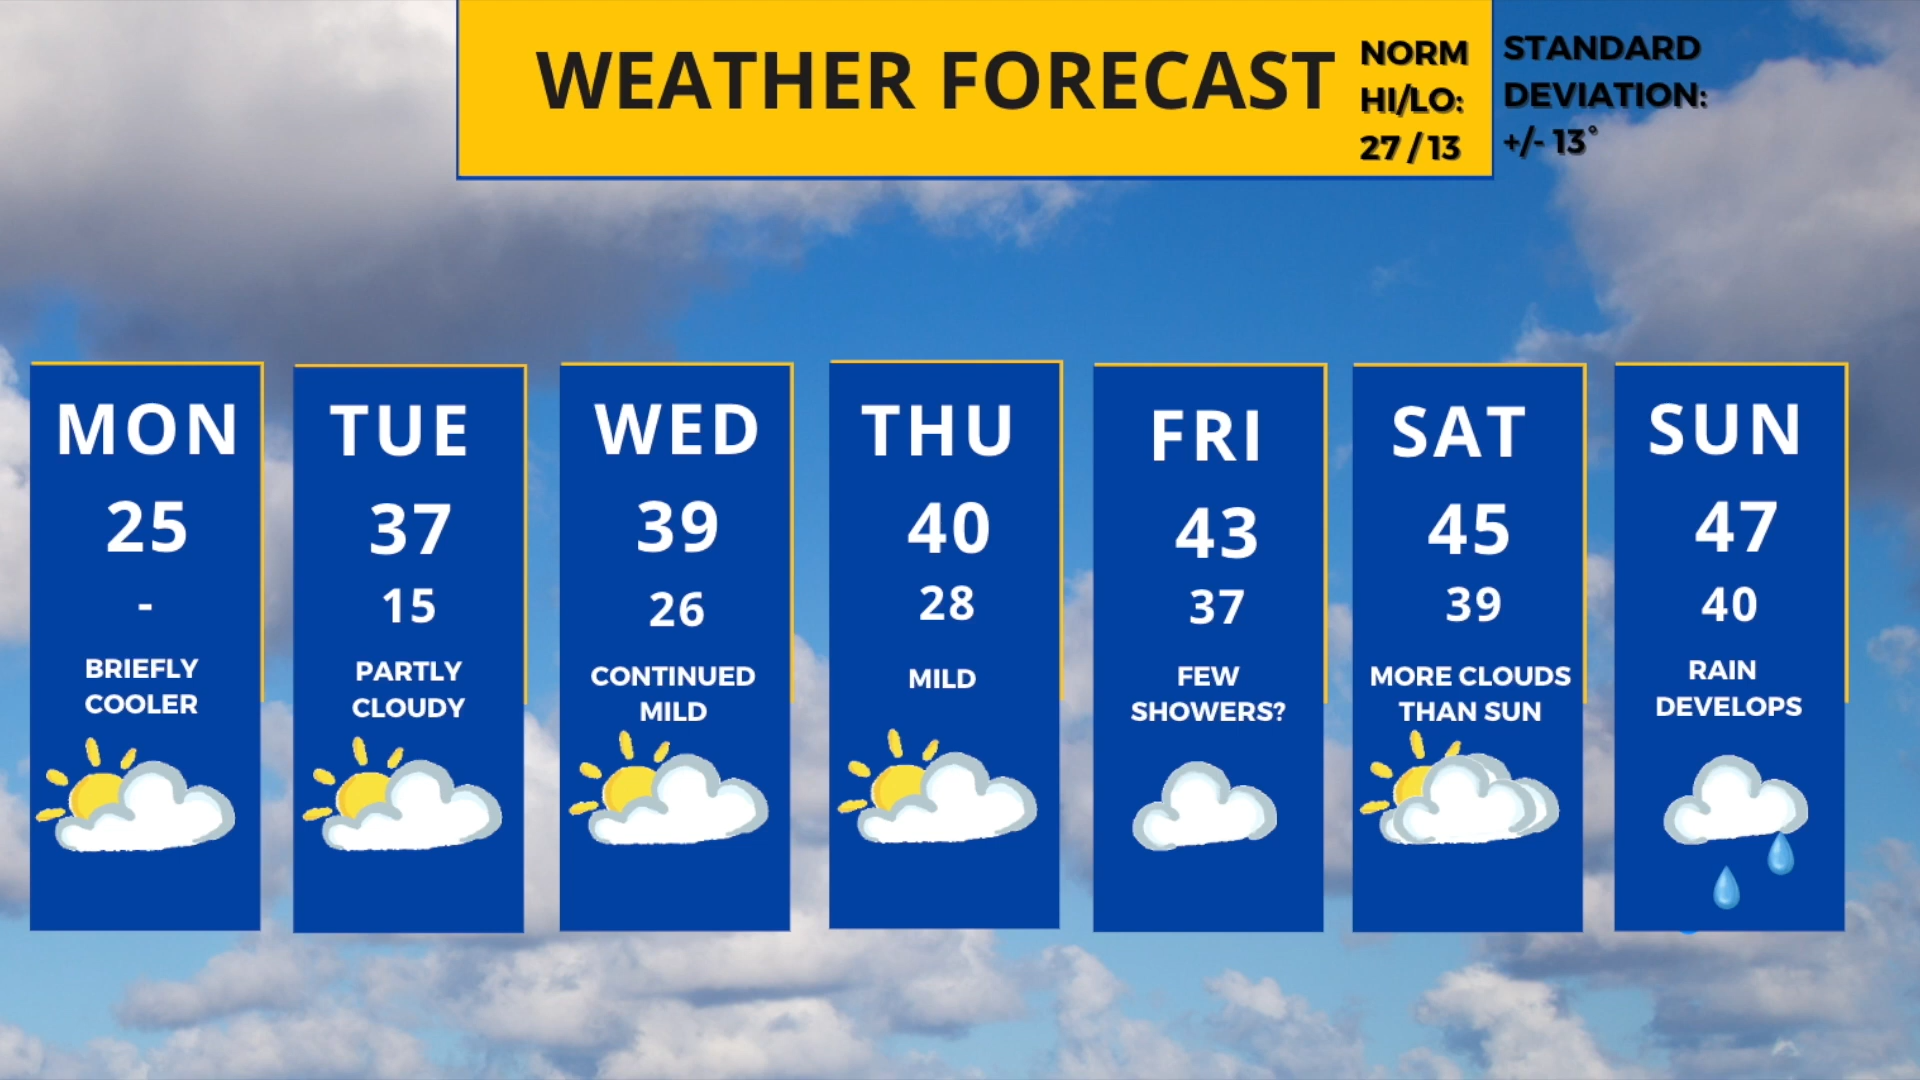 WEATHER FORECAST
NORM
HI/LO:
27 / 13
STANDARD
DEVIATION:
+/- 13°
MON
25
-
BRIEFLY
COOLER
TUE
37
15
PARTLY
CLOUDY
WED
39
26
CONTINUED
MILD
THU
40
28
MILD
FRI
43
37
FEW
SHOWERS?
SAT
45
39
MORE CLOUDS
THAN SUN
SUN
47
40
RAIN
DEVELOPS